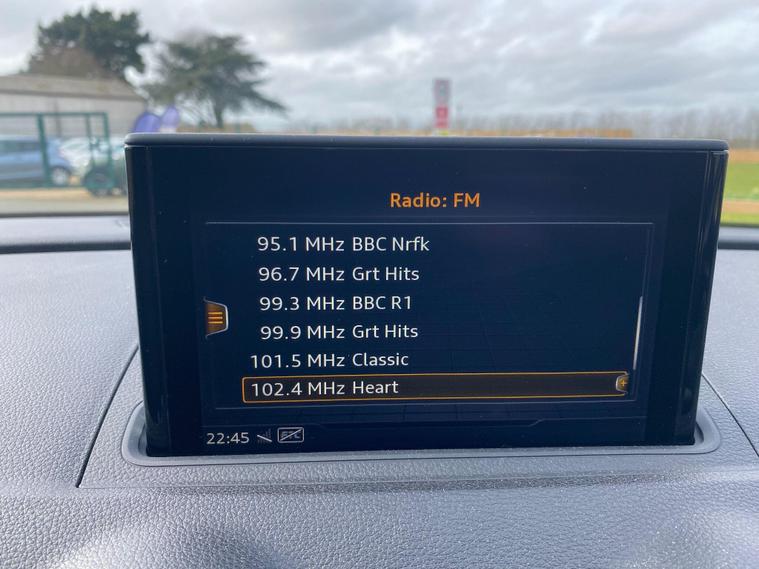 Radio: FM
95.1 MHz BBC Nrfk
96.7 MHz Grt Hits
99.3 MHz BBC R1
99.9 MHz Grt Hits
101.5 MHz Classic
102.4 MHz Heart
22:45